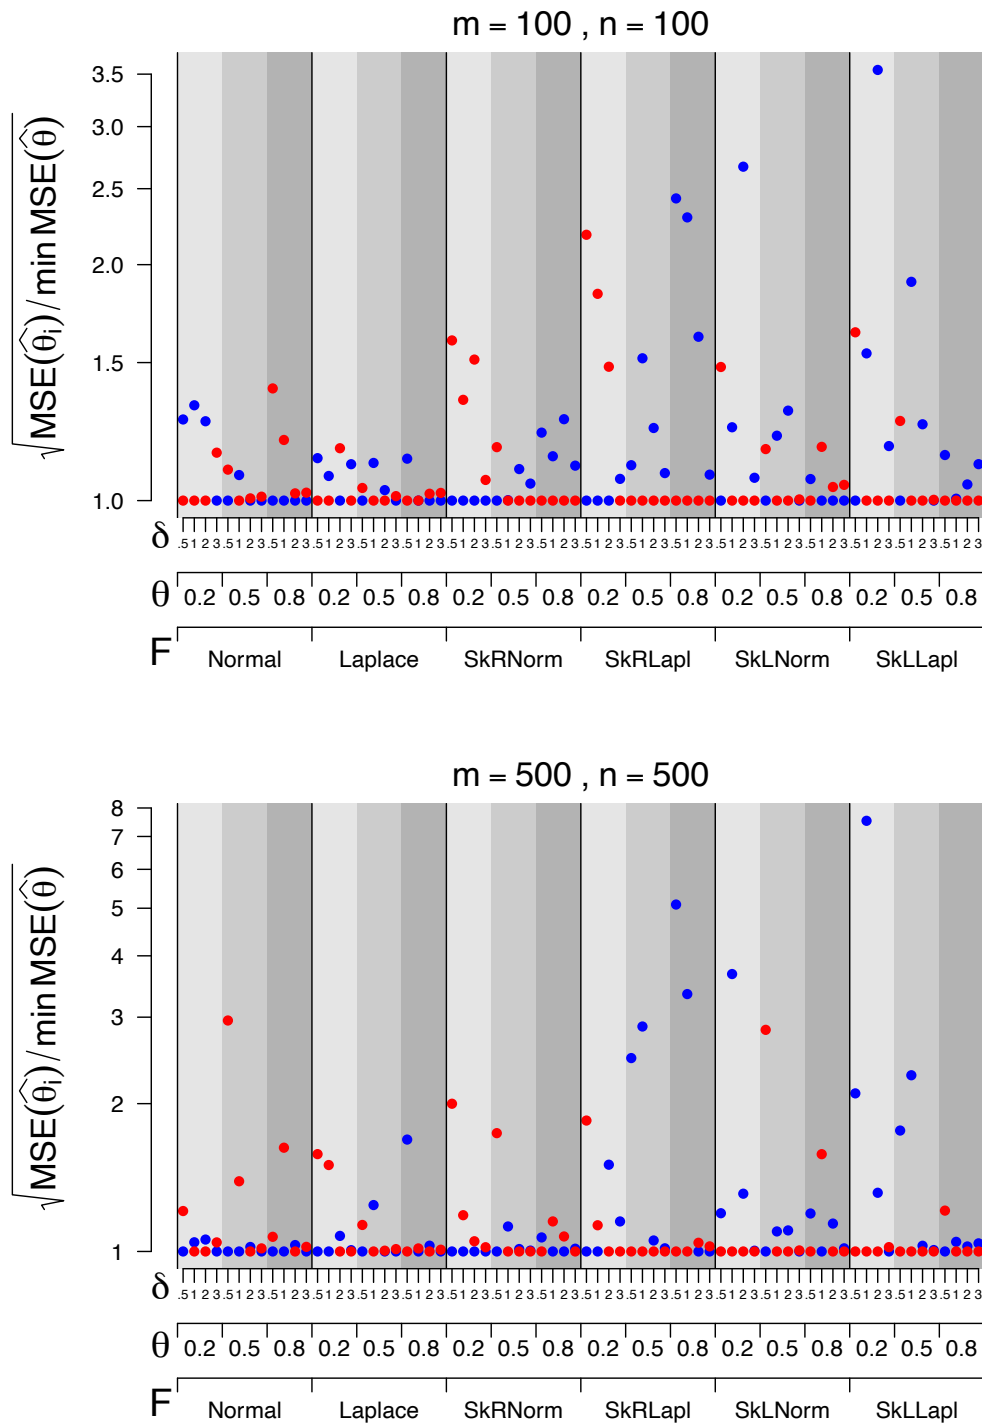 m = 100 , n = 100
√MSE(θ̂ᵢ) / min MSE(θ̂)
3.5
3.0
2.5
2.0
1.5
1.0
δ .5 1 2 3 .5 1 2 3 .5 1 2 3 .5 1 2 3 .5 1 2 3 .5 1 2 3 .5 1 2 3 .5 1 2 3 .5 1 2 3 .5 1 2 3 .5 1 2 3 .5 1 2 3 .5 1 2 3 .5 1 2 3 .5 1 2 3 .5 1 2 3 .5 1 2 3 .5 1 2 3
θ 0.2 0.5 0.8 0.2 0.5 0.8 0.2 0.5 0.8 0.2 0.5 0.8 0.2 0.5 0.8 0.2 0.5 0.8
F Normal Laplace SkRNorm SkRLapl SkLNorm SkLLapl
m = 500 , n = 500
√MSE(θ̂ᵢ) / min MSE(θ̂)
8
7
6
5
4
3
2
1
δ .5 1 2 3 .5 1 2 3 .5 1 2 3 .5 1 2 3 .5 1 2 3 .5 1 2 3 .5 1 2 3 .5 1 2 3 .5 1 2 3 .5 1 2 3 .5 1 2 3 .5 1 2 3 .5 1 2 3 .5 1 2 3 .5 1 2 3 .5 1 2 3 .5 1 2 3 .5 1 2 3
θ 0.2 0.5 0.8 0.2 0.5 0.8 0.2 0.5 0.8 0.2 0.5 0.8 0.2 0.5 0.8 0.2 0.5 0.8
F Normal Laplace SkRNorm SkRLapl SkLNorm SkLLapl